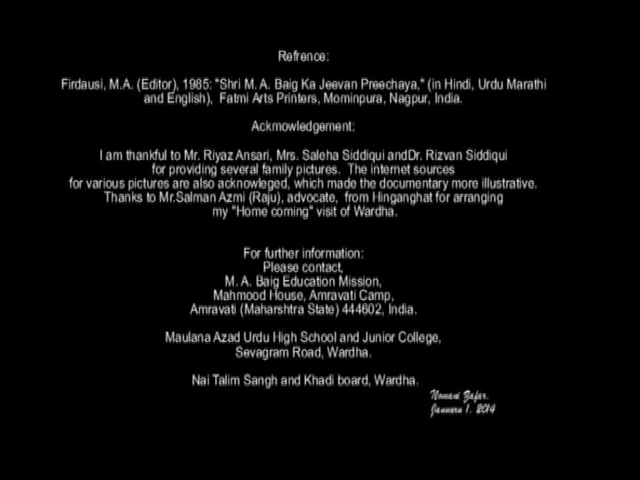 Refrence:
Firdausi, M.A. (Editor), 1985: "Shri M. A. Baig Ka Jeevan Preechaya," (in Hindi, Urdu Marathi
and English), Fatmi Arts Printers, Mominpura, Nagpur, India.
Acknowledgement:
I am thankful to Mr. Riyaz Ansari, Mrs. Saleha Siddiqui andDr. Rizvan Siddiqui
for providing several family pictures. The internet sources
for various pictures are also acknowleged, which made the documentary more illustrative.
Thanks to Mr.Salman Azmi (Raju), advocate, from Hinganghat for arranging
my "Home coming" visit of Wardha.
For further information:
Please contact,
M. A. Baig Education Mission,
Mahmood House, Amravati Camp,
Amravati (Maharshtra State) 444602, India.
Maulana Azad Urdu High School and Junior College,
Sevagram Road, Wardha.
Nai Talim Sangh and Khadi board, Wardha.
Nomani Zafar.
January 1, 2014